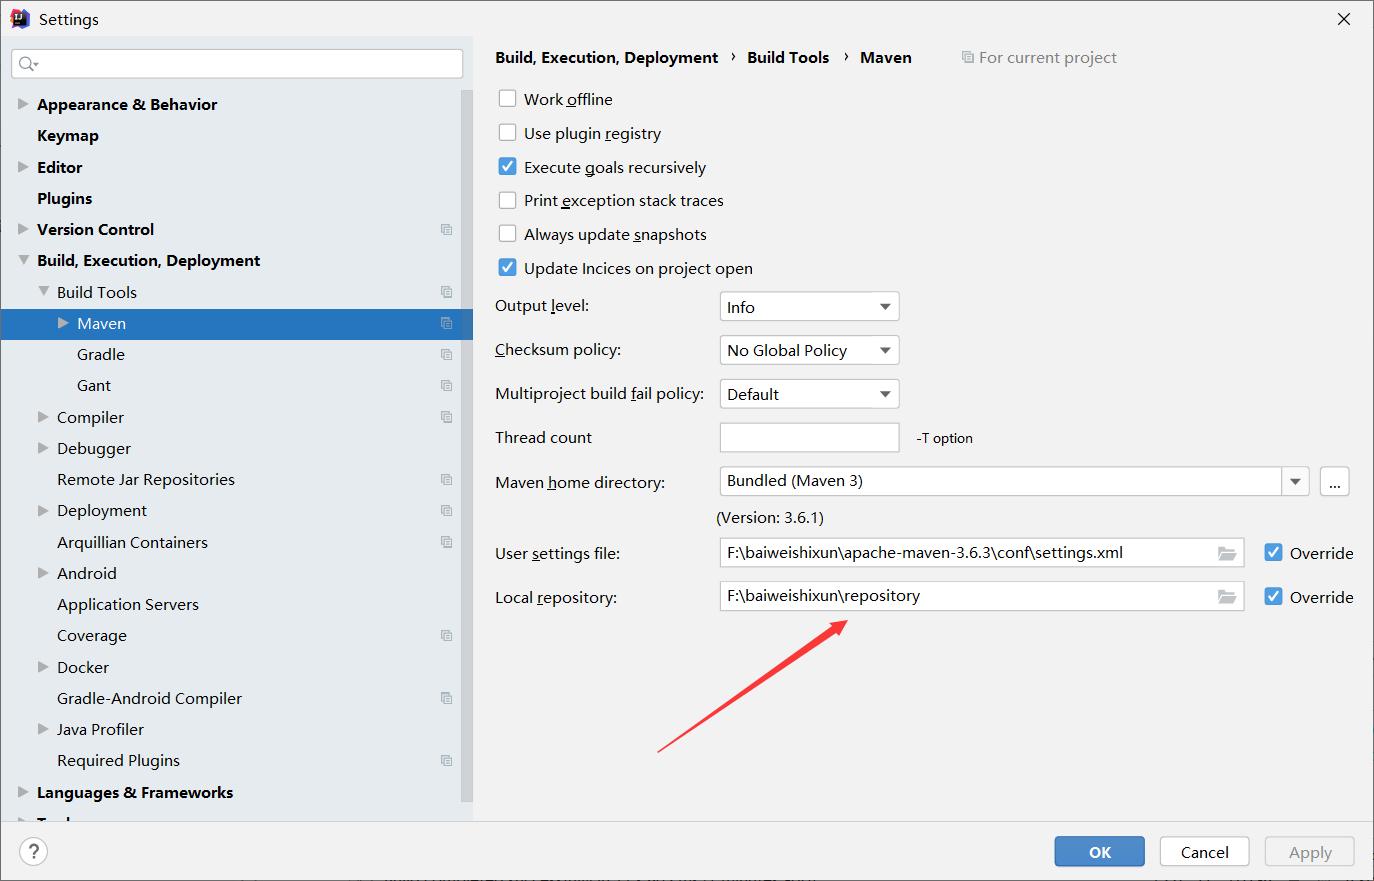 Settings
Build, Execution, Deployment › Build Tools › Maven For current project
Appearance & Behavior
Keymap
Editor
Plugins
Version Control
Build, Execution, Deployment
Build Tools
Maven
Gradle
Gant
Compiler
Debugger
Remote Jar Repositories
Deployment
Arquillian Containers
Android
Application Servers
Coverage
Docker
Gradle-Android Compiler
Java Profiler
Required Plugins
Languages & Frameworks
Work offline
Use plugin registry
Execute goals recursively
Print exception stack traces
Always update snapshots
Update Incices on project open
Output level: Info
Checksum policy: No Global Policy
Multiproject build fail policy: Default
Thread count -T option
Maven home directory: Bundled (Maven 3) ...
(Version: 3.6.1)
User settings file: F:\baiweishixun\apache-maven-3.6.3\conf\settings.xml Override
Local repository: F:\baiweishixun\repository Override
? OK Cancel Apply